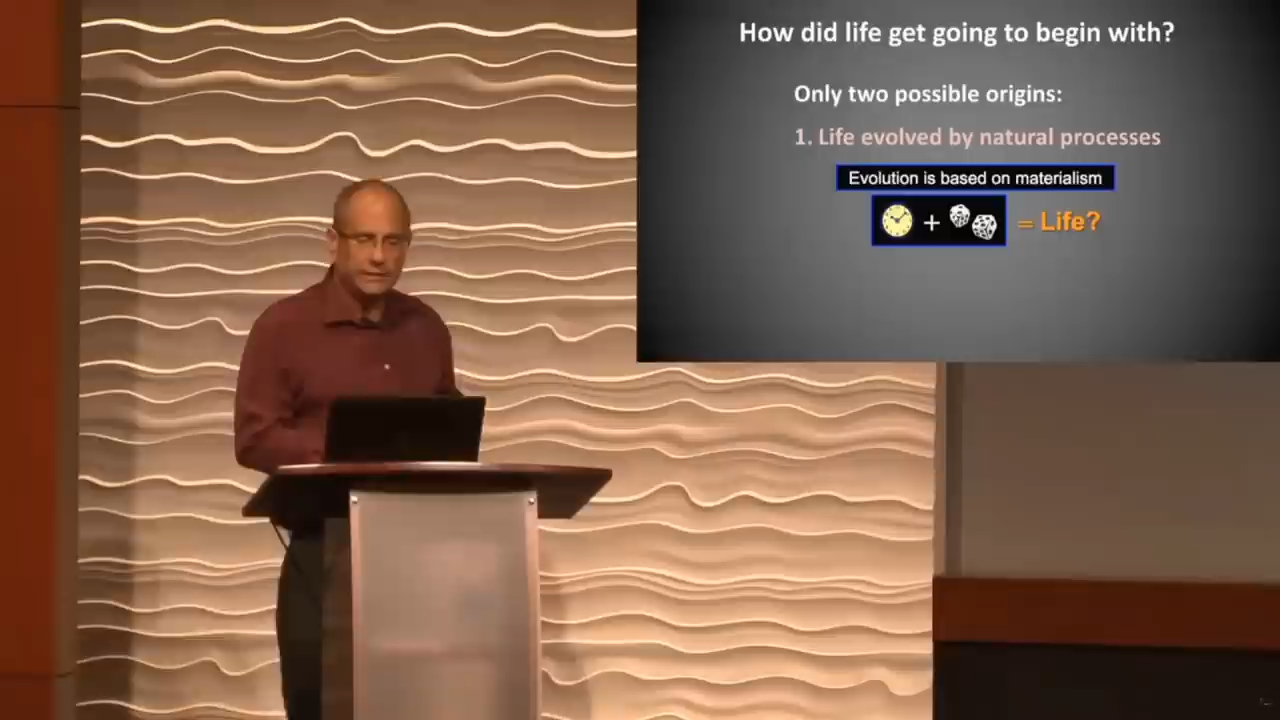 How did life get going to begin with?
Only two possible origins:
1. Life evolved by natural processes
Evolution is based on materialism
+ = Life?